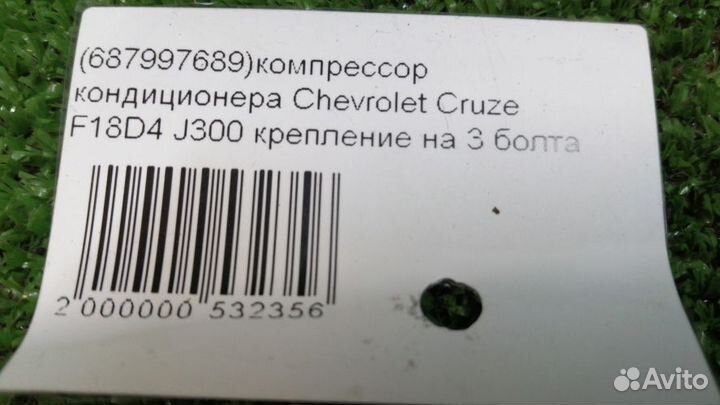 (687997689)компрессор
кондиционера Chevrolet Cruze
F18D4 J300 крепление на 3 болта
2 000000 532356
Avito